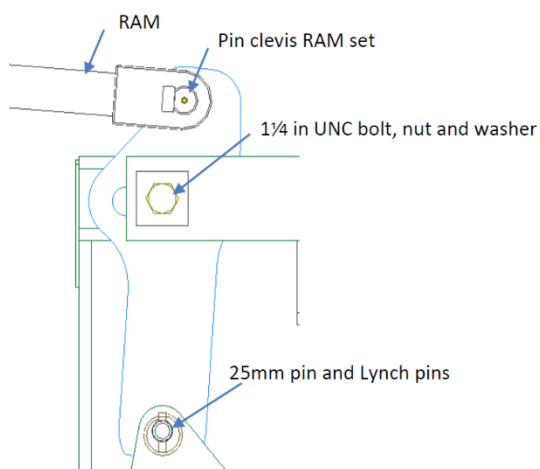 RAM
Pin clevis RAM set
1¼ in UNC bolt, nut and washer
25mm pin and Lynch pins